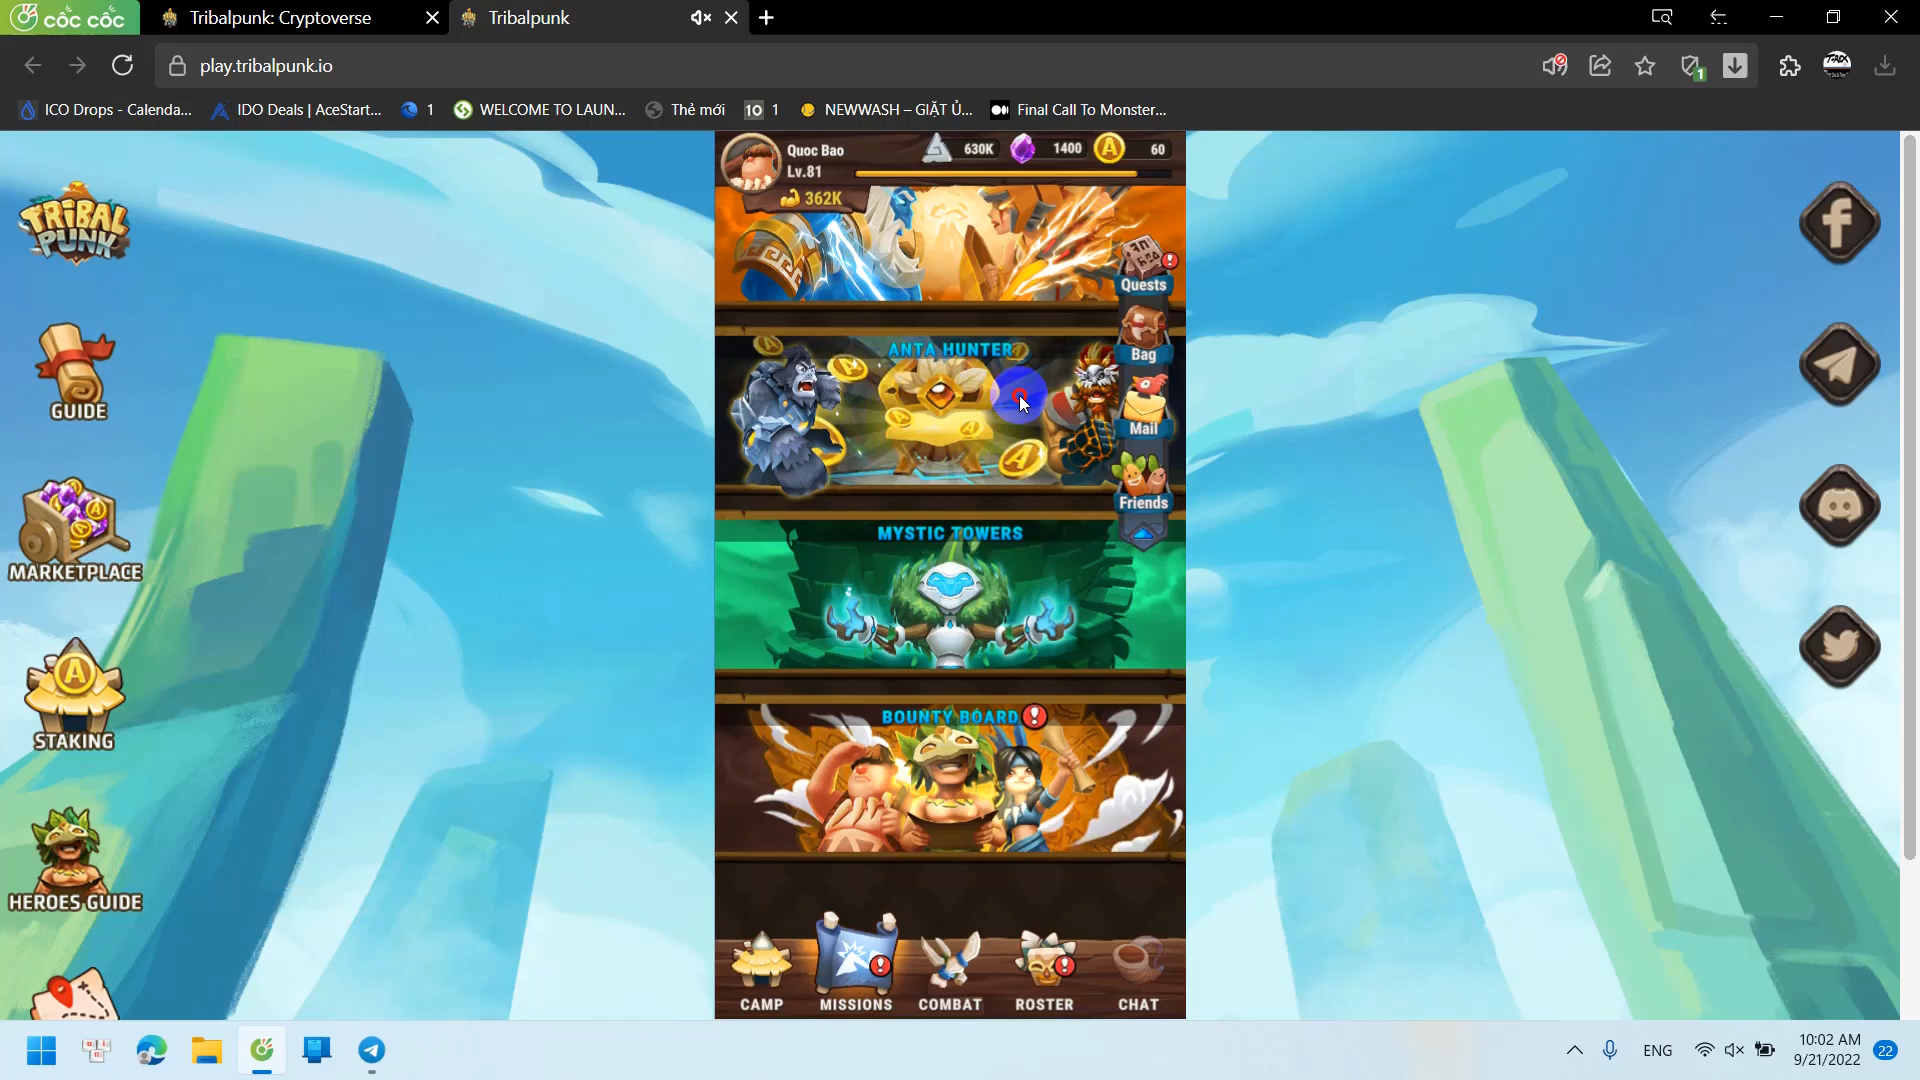 cốc cốc
Tribalpunk: Cryptoverse
Tribalpunk
play.tribalpunk.io
1
ICO Drops - Calenda...
IDO Deals | AceStart...
1
WELCOME TO LAUN...
Thẻ mới
10 1
NEWWASH – GIẶT Ủ...
Final Call To Monster...
TRIBAL
PUNK
GUIDE
MARKETPLACE
STAKING
HEROES GUIDE
Quoc Bao
Lv.81
630K
1400
60
362K
Quests
ANTA HUNTER
Bag
Mail
Friends
MYSTIC TOWERS
BOUNTY BOARD
CAMP
MISSIONS
COMBAT
ROSTER
CHAT
ENG
10:02 AM
9/21/2022
22